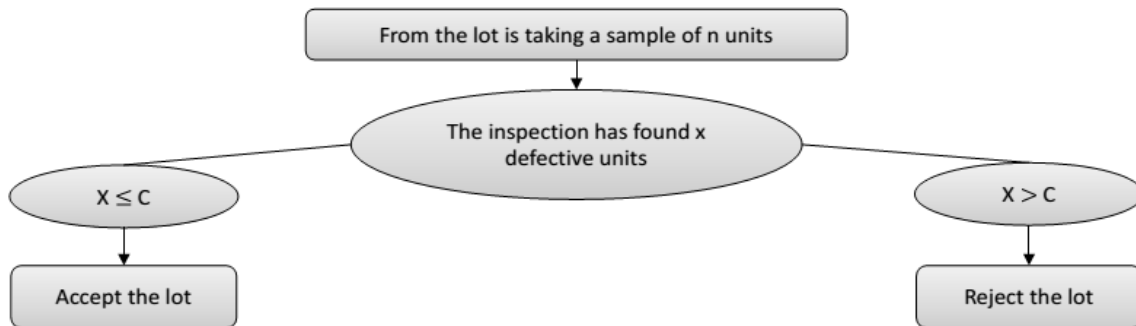 From the lot is taking a sample of n units
The inspection has found x
defective units
X ≤ C
X > C
Accept the lot
Reject the lot